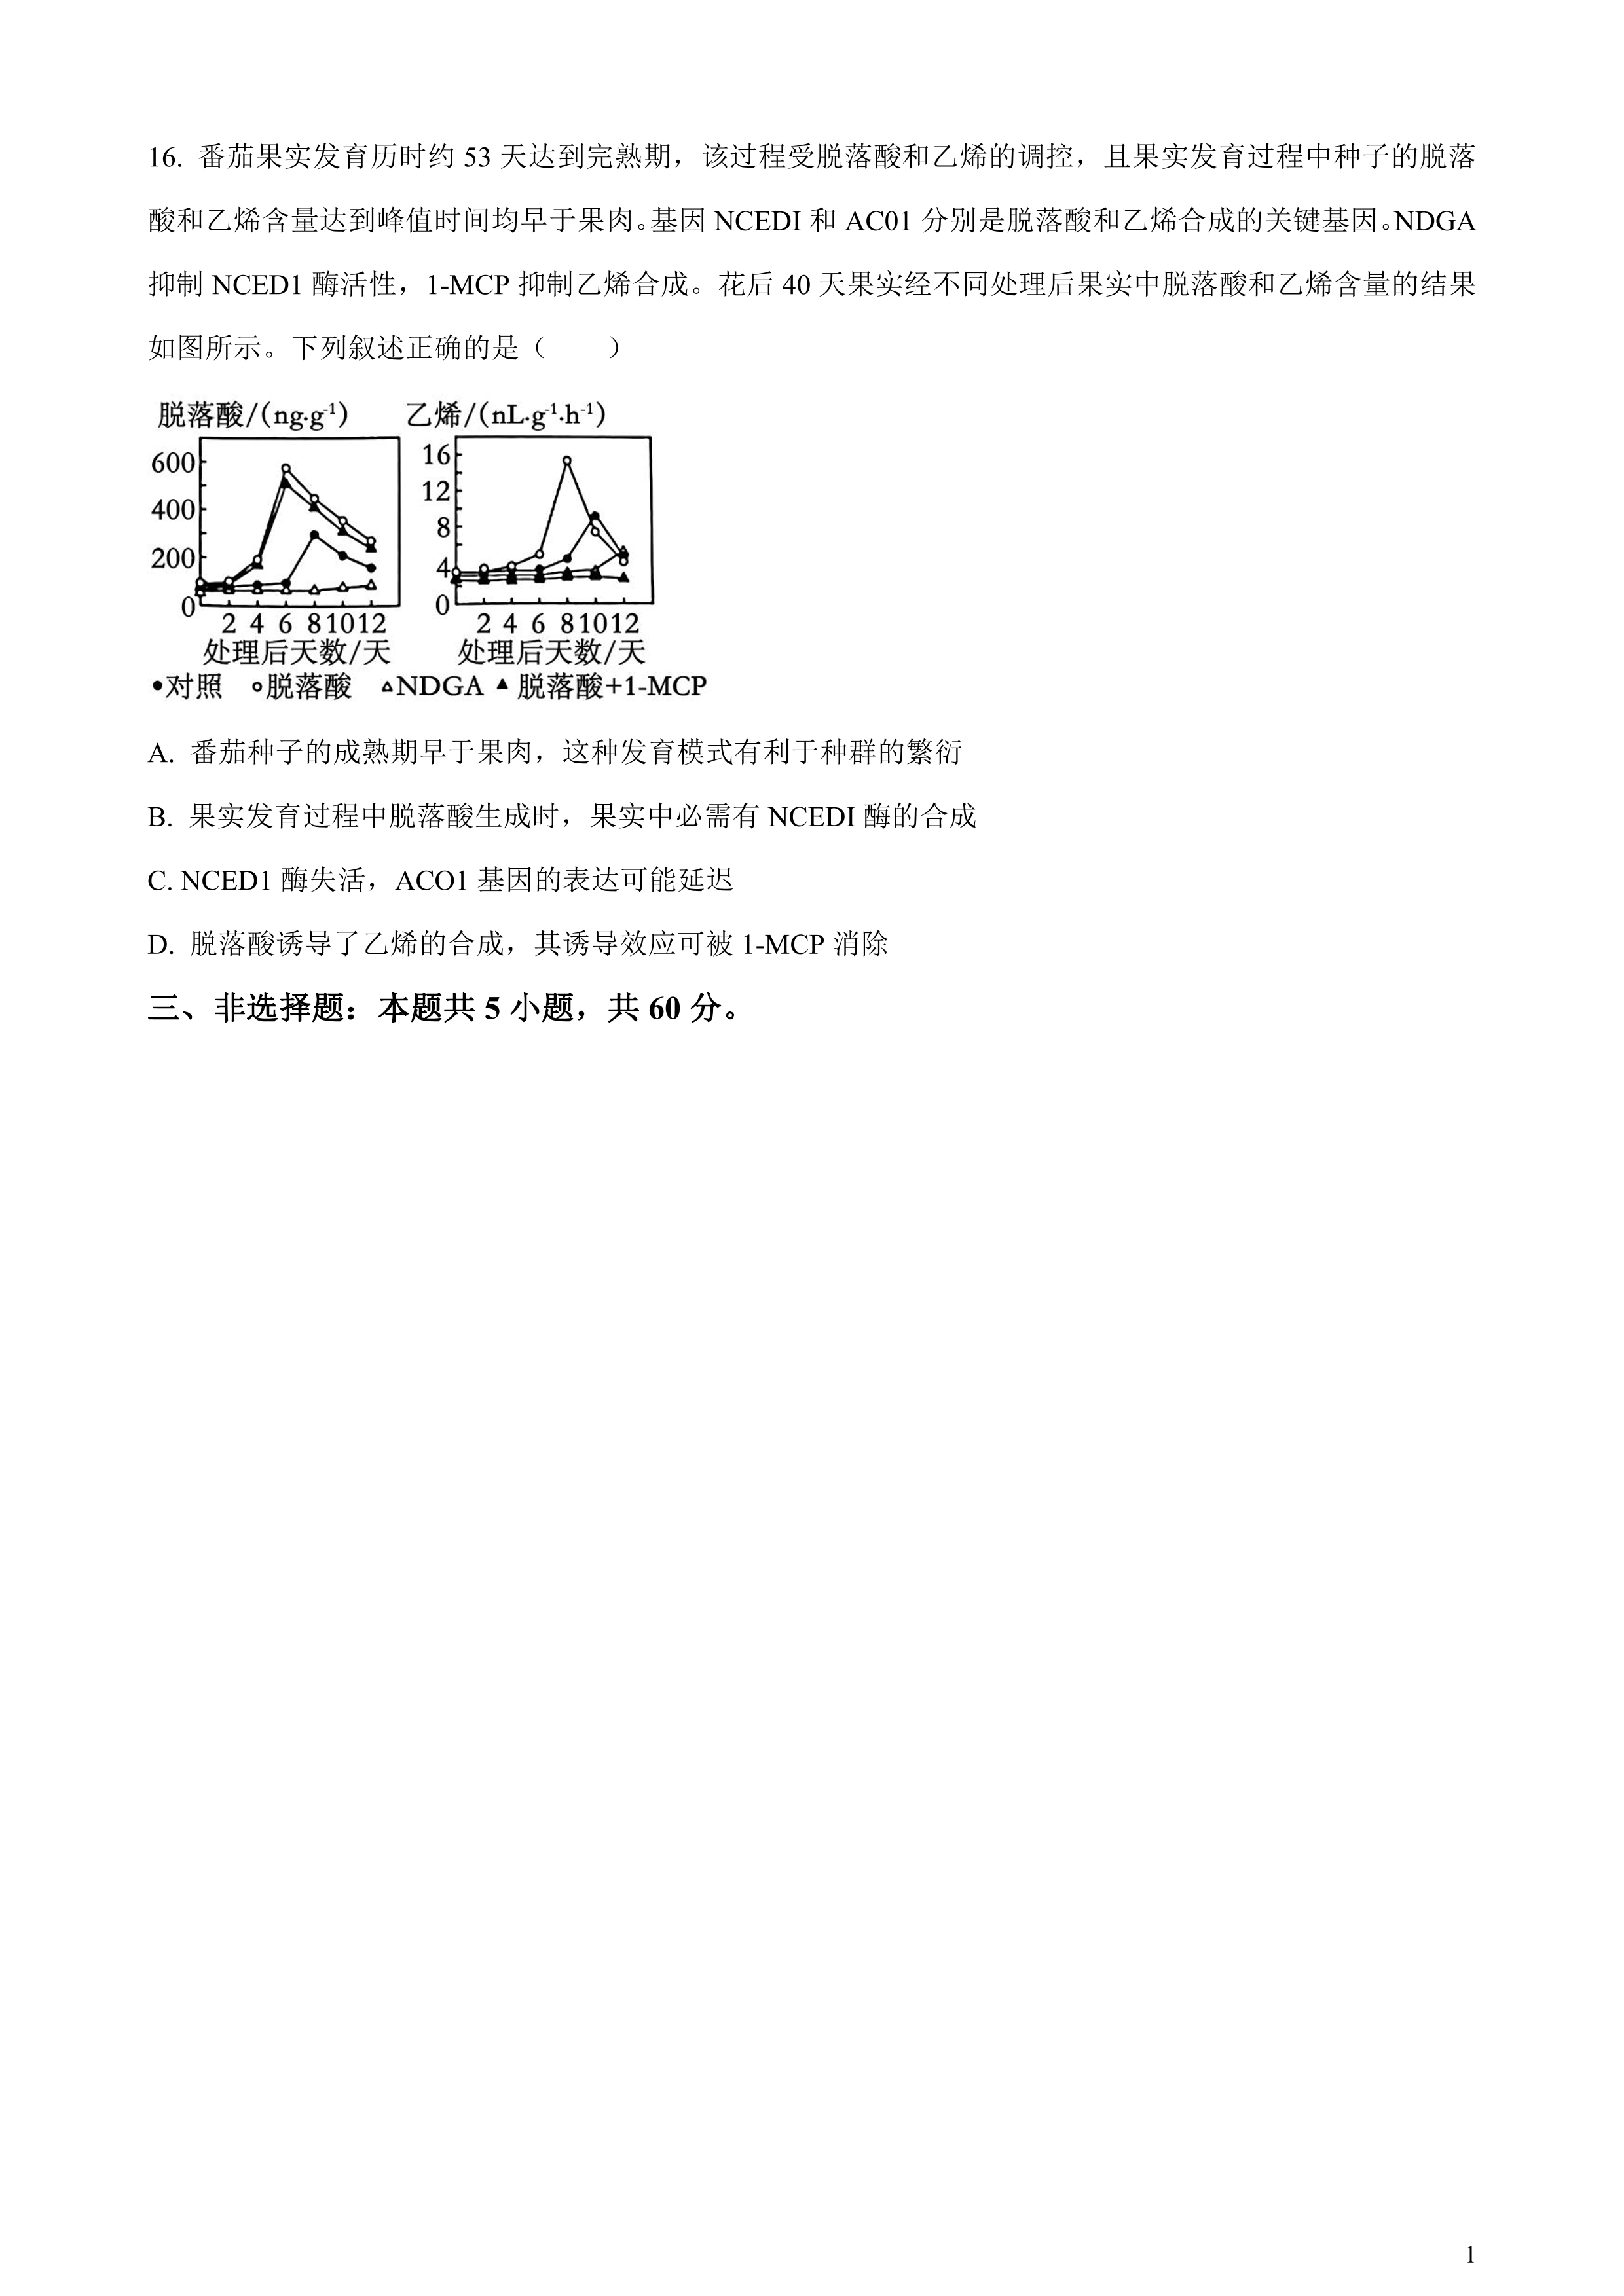 16. 番茄果实发育历时约 53 天达到完熟期，该过程受脱落酸和乙烯的调控，且果实发育过程中种子的脱落
酸和乙烯含量达到峰值时间均早于果肉。基因 NCEDI 和 AC01 分别是脱落酸和乙烯合成的关键基因。NDGA
抑制 NCED1 酶活性，1-MCP 抑制乙烯合成。花后 40 天果实经不同处理后果实中脱落酸和乙烯含量的结果
如图所示。下列叙述正确的是（　　）
脱落酸/(ng·g⁻¹) 乙烯/(nL·g⁻¹·h⁻¹)
600 16
400 12
200 8
0 4
0
2 4 6 8 10 12 2 4 6 8 10 12
处理后天数/天 处理后天数/天
•对照 ∘脱落酸 ▵NDGA ▲脱落酸+1-MCP
A. 番茄种子的成熟期早于果肉，这种发育模式有利于种群的繁衍
B. 果实发育过程中脱落酸生成时，果实中必需有 NCEDI 酶的合成
C. NCED1 酶失活，ACO1 基因的表达可能延迟
D. 脱落酸诱导了乙烯的合成，其诱导效应可被 1-MCP 消除
三、非选择题：本题共 5 小题，共 60 分。
1